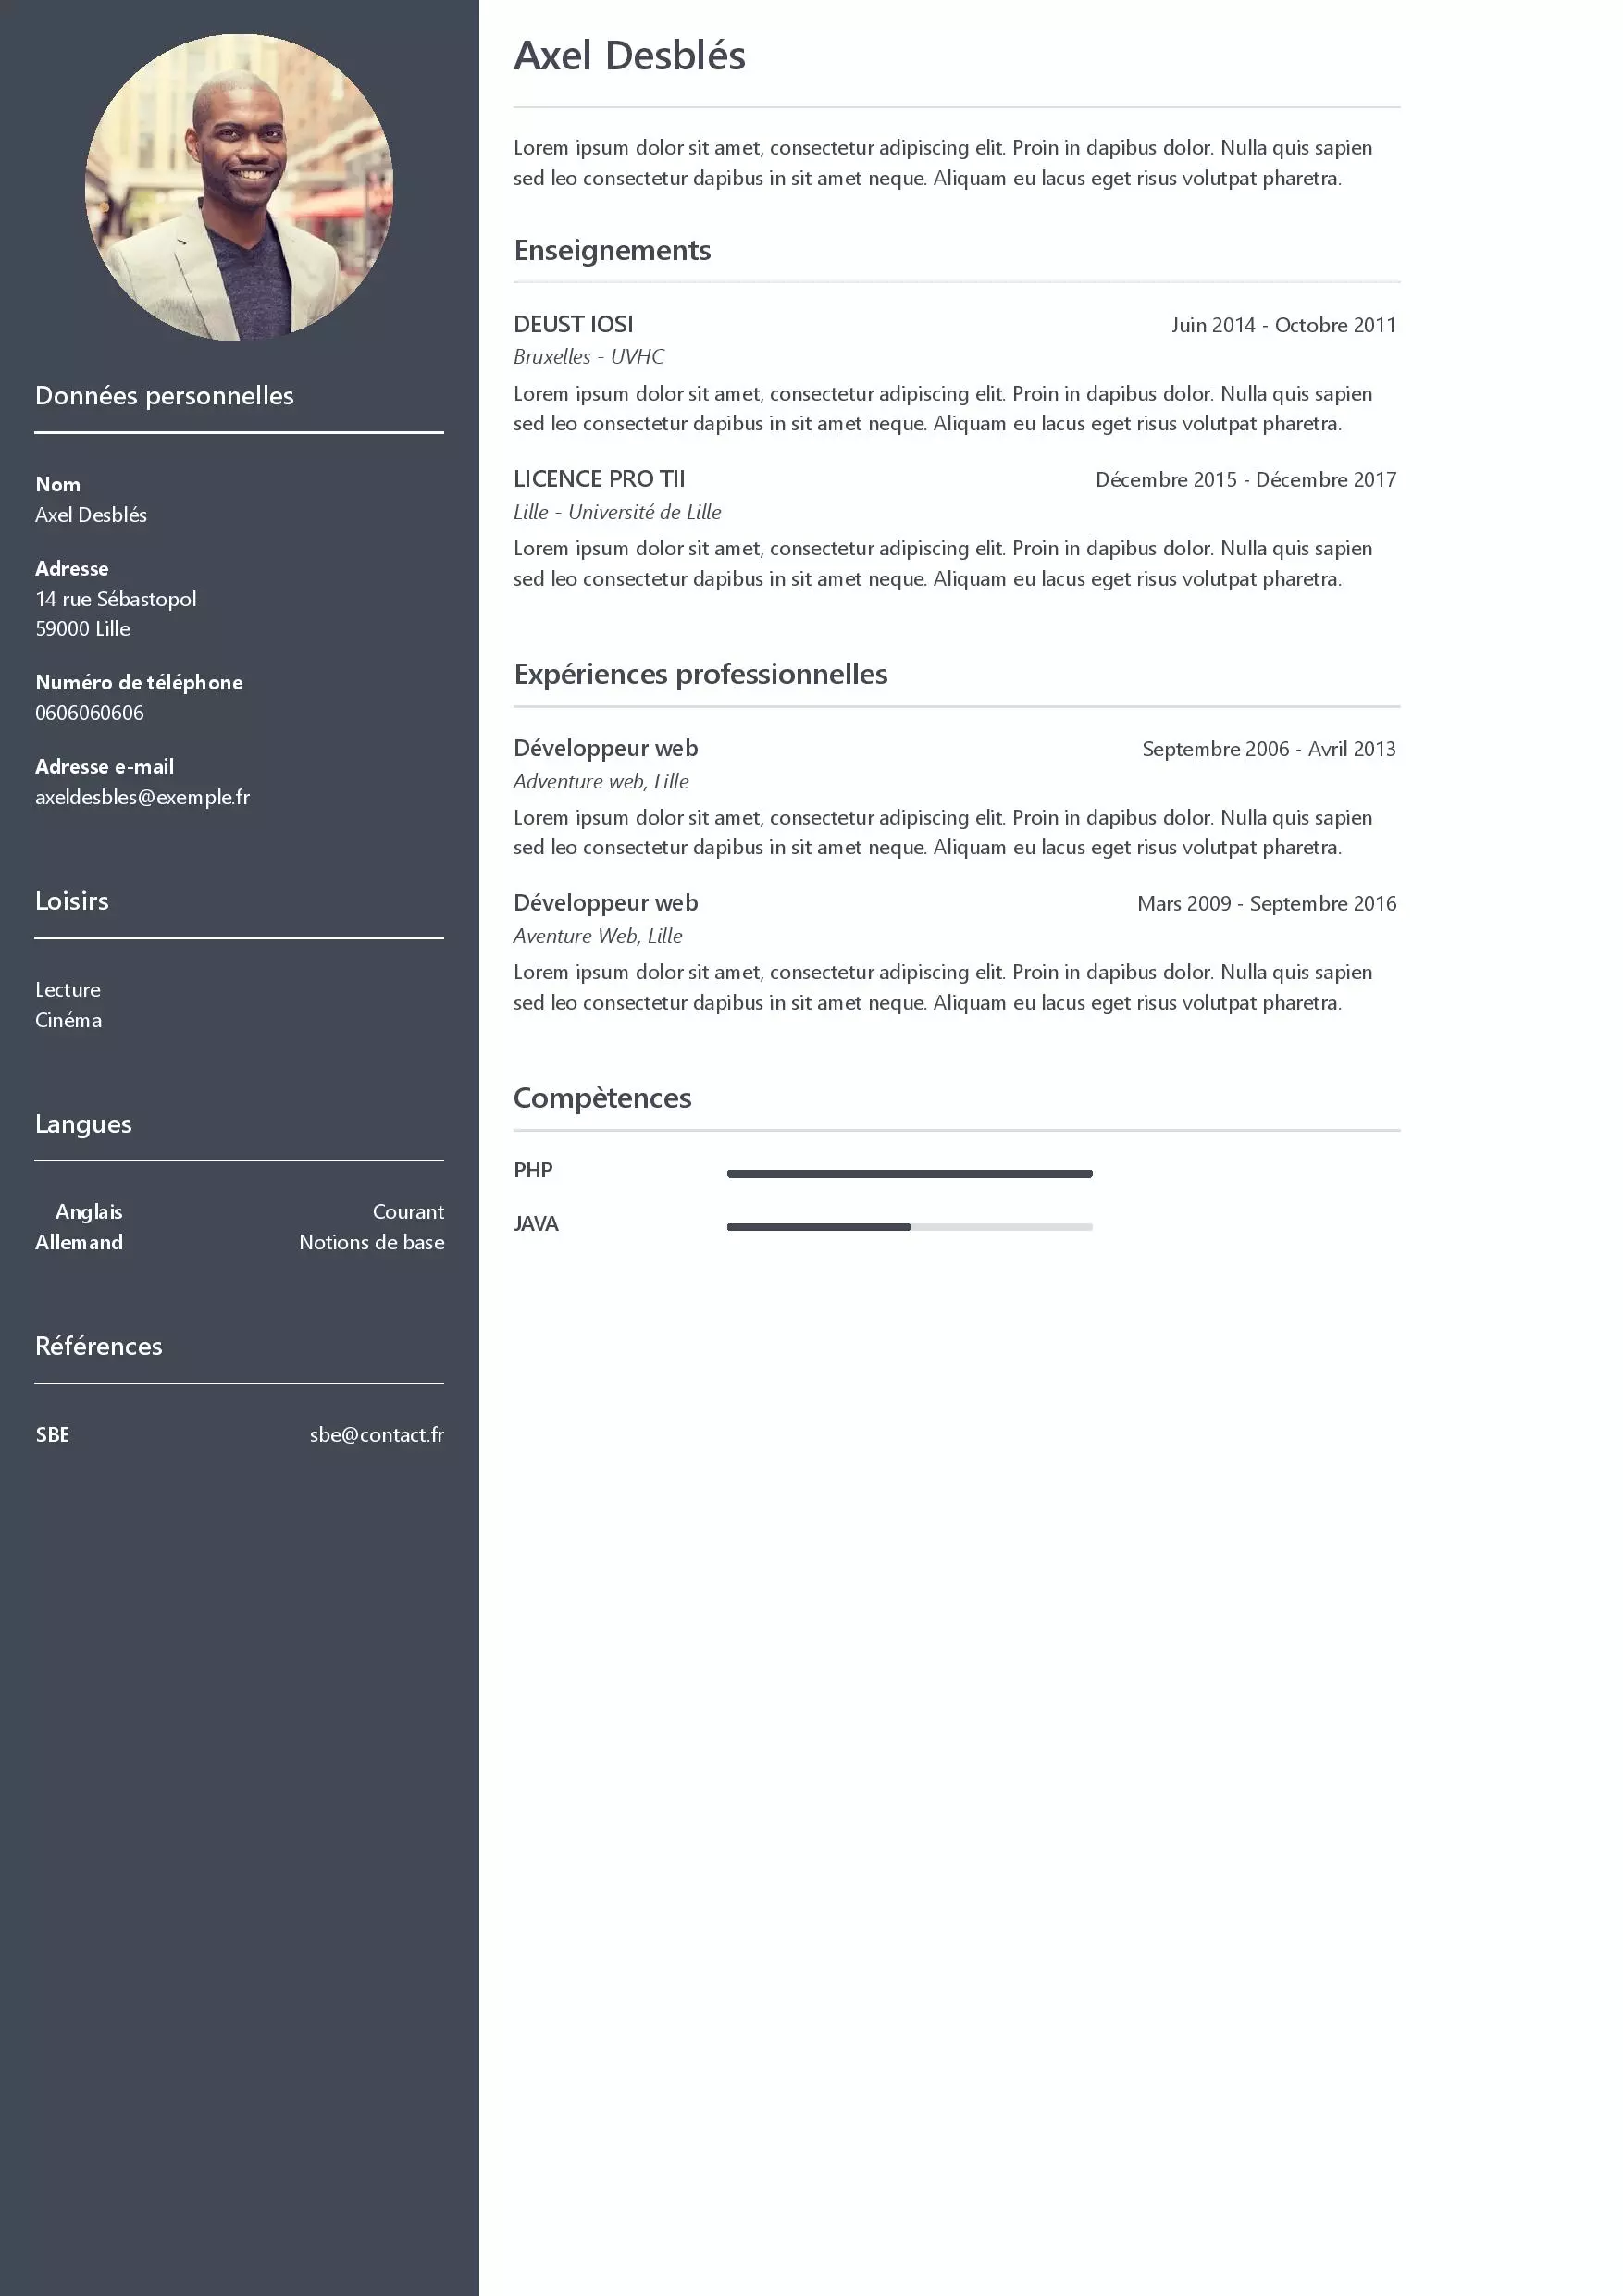 Données personnelles
Nom
Axel Desblés
Adresse
14 rue Sébastopol
59000 Lille
Numéro de téléphone
0606060606
Adresse e-mail
axeldesbles@exemple.fr
Loisirs
Lecture
Cinéma
Langues
Anglais Courant
Allemand Notions de base
Références
SBE sbe@contact.fr
Axel Desblés
Lorem ipsum dolor sit amet, consectetur adipiscing elit. Proin in dapibus dolor. Nulla quis sapien
sed leo consectetur dapibus in sit amet neque. Aliquam eu lacus eget risus volutpat pharetra.
Enseignements
DEUST IOSI Juin 2014 - Octobre 2011
Bruxelles - UVHC
Lorem ipsum dolor sit amet, consectetur adipiscing elit. Proin in dapibus dolor. Nulla quis sapien
sed leo consectetur dapibus in sit amet neque. Aliquam eu lacus eget risus volutpat pharetra.
LICENCE PRO TII Décembre 2015 - Décembre 2017
Lille - Université de Lille
Lorem ipsum dolor sit amet, consectetur adipiscing elit. Proin in dapibus dolor. Nulla quis sapien
sed leo consectetur dapibus in sit amet neque. Aliquam eu lacus eget risus volutpat pharetra.
Expériences professionnelles
Développeur web Septembre 2006 - Avril 2013
Adventure web, Lille
Lorem ipsum dolor sit amet, consectetur adipiscing elit. Proin in dapibus dolor. Nulla quis sapien
sed leo consectetur dapibus in sit amet neque. Aliquam eu lacus eget risus volutpat pharetra.
Développeur web Mars 2009 - Septembre 2016
Aventure Web, Lille
Lorem ipsum dolor sit amet, consectetur adipiscing elit. Proin in dapibus dolor. Nulla quis sapien
sed leo consectetur dapibus in sit amet neque. Aliquam eu lacus eget risus volutpat pharetra.
Compètences
PHP
JAVA